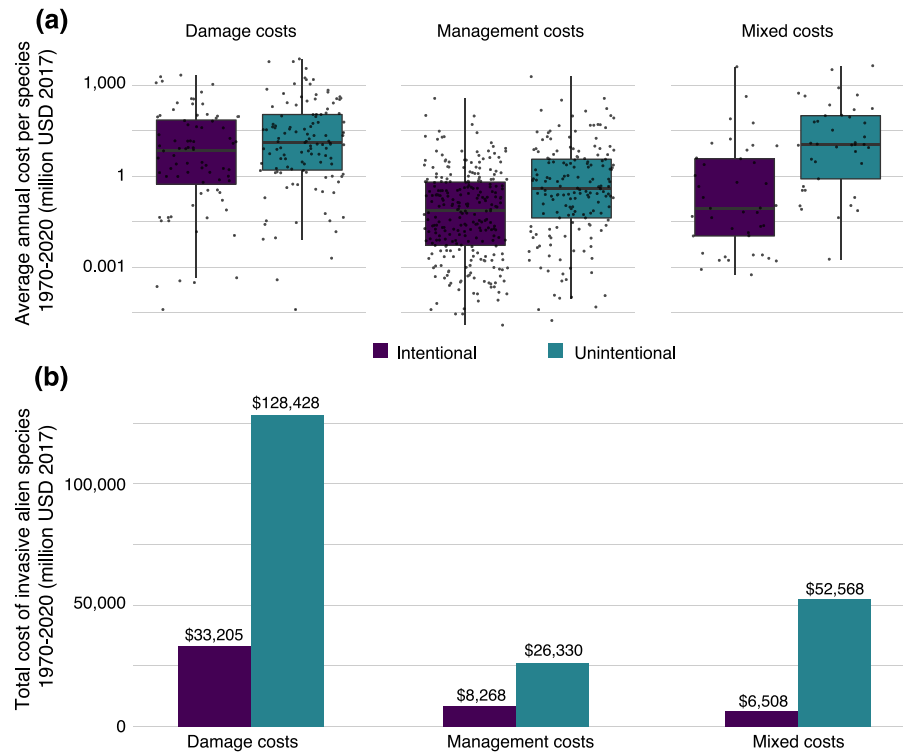 (a)
Damage costs
Management costs
Mixed costs
Average annual cost per species
1970-2020 (million USD 2017)
1,000
1
0.001
Intentional
Unintentional
(b)
Total cost of invasive alien species
1970-2020 (million USD 2017)
100,000
50,000
0
$128,428
$33,205
$8,268
$26,330
$52,568
$6,508
Damage costs
Management costs
Mixed costs